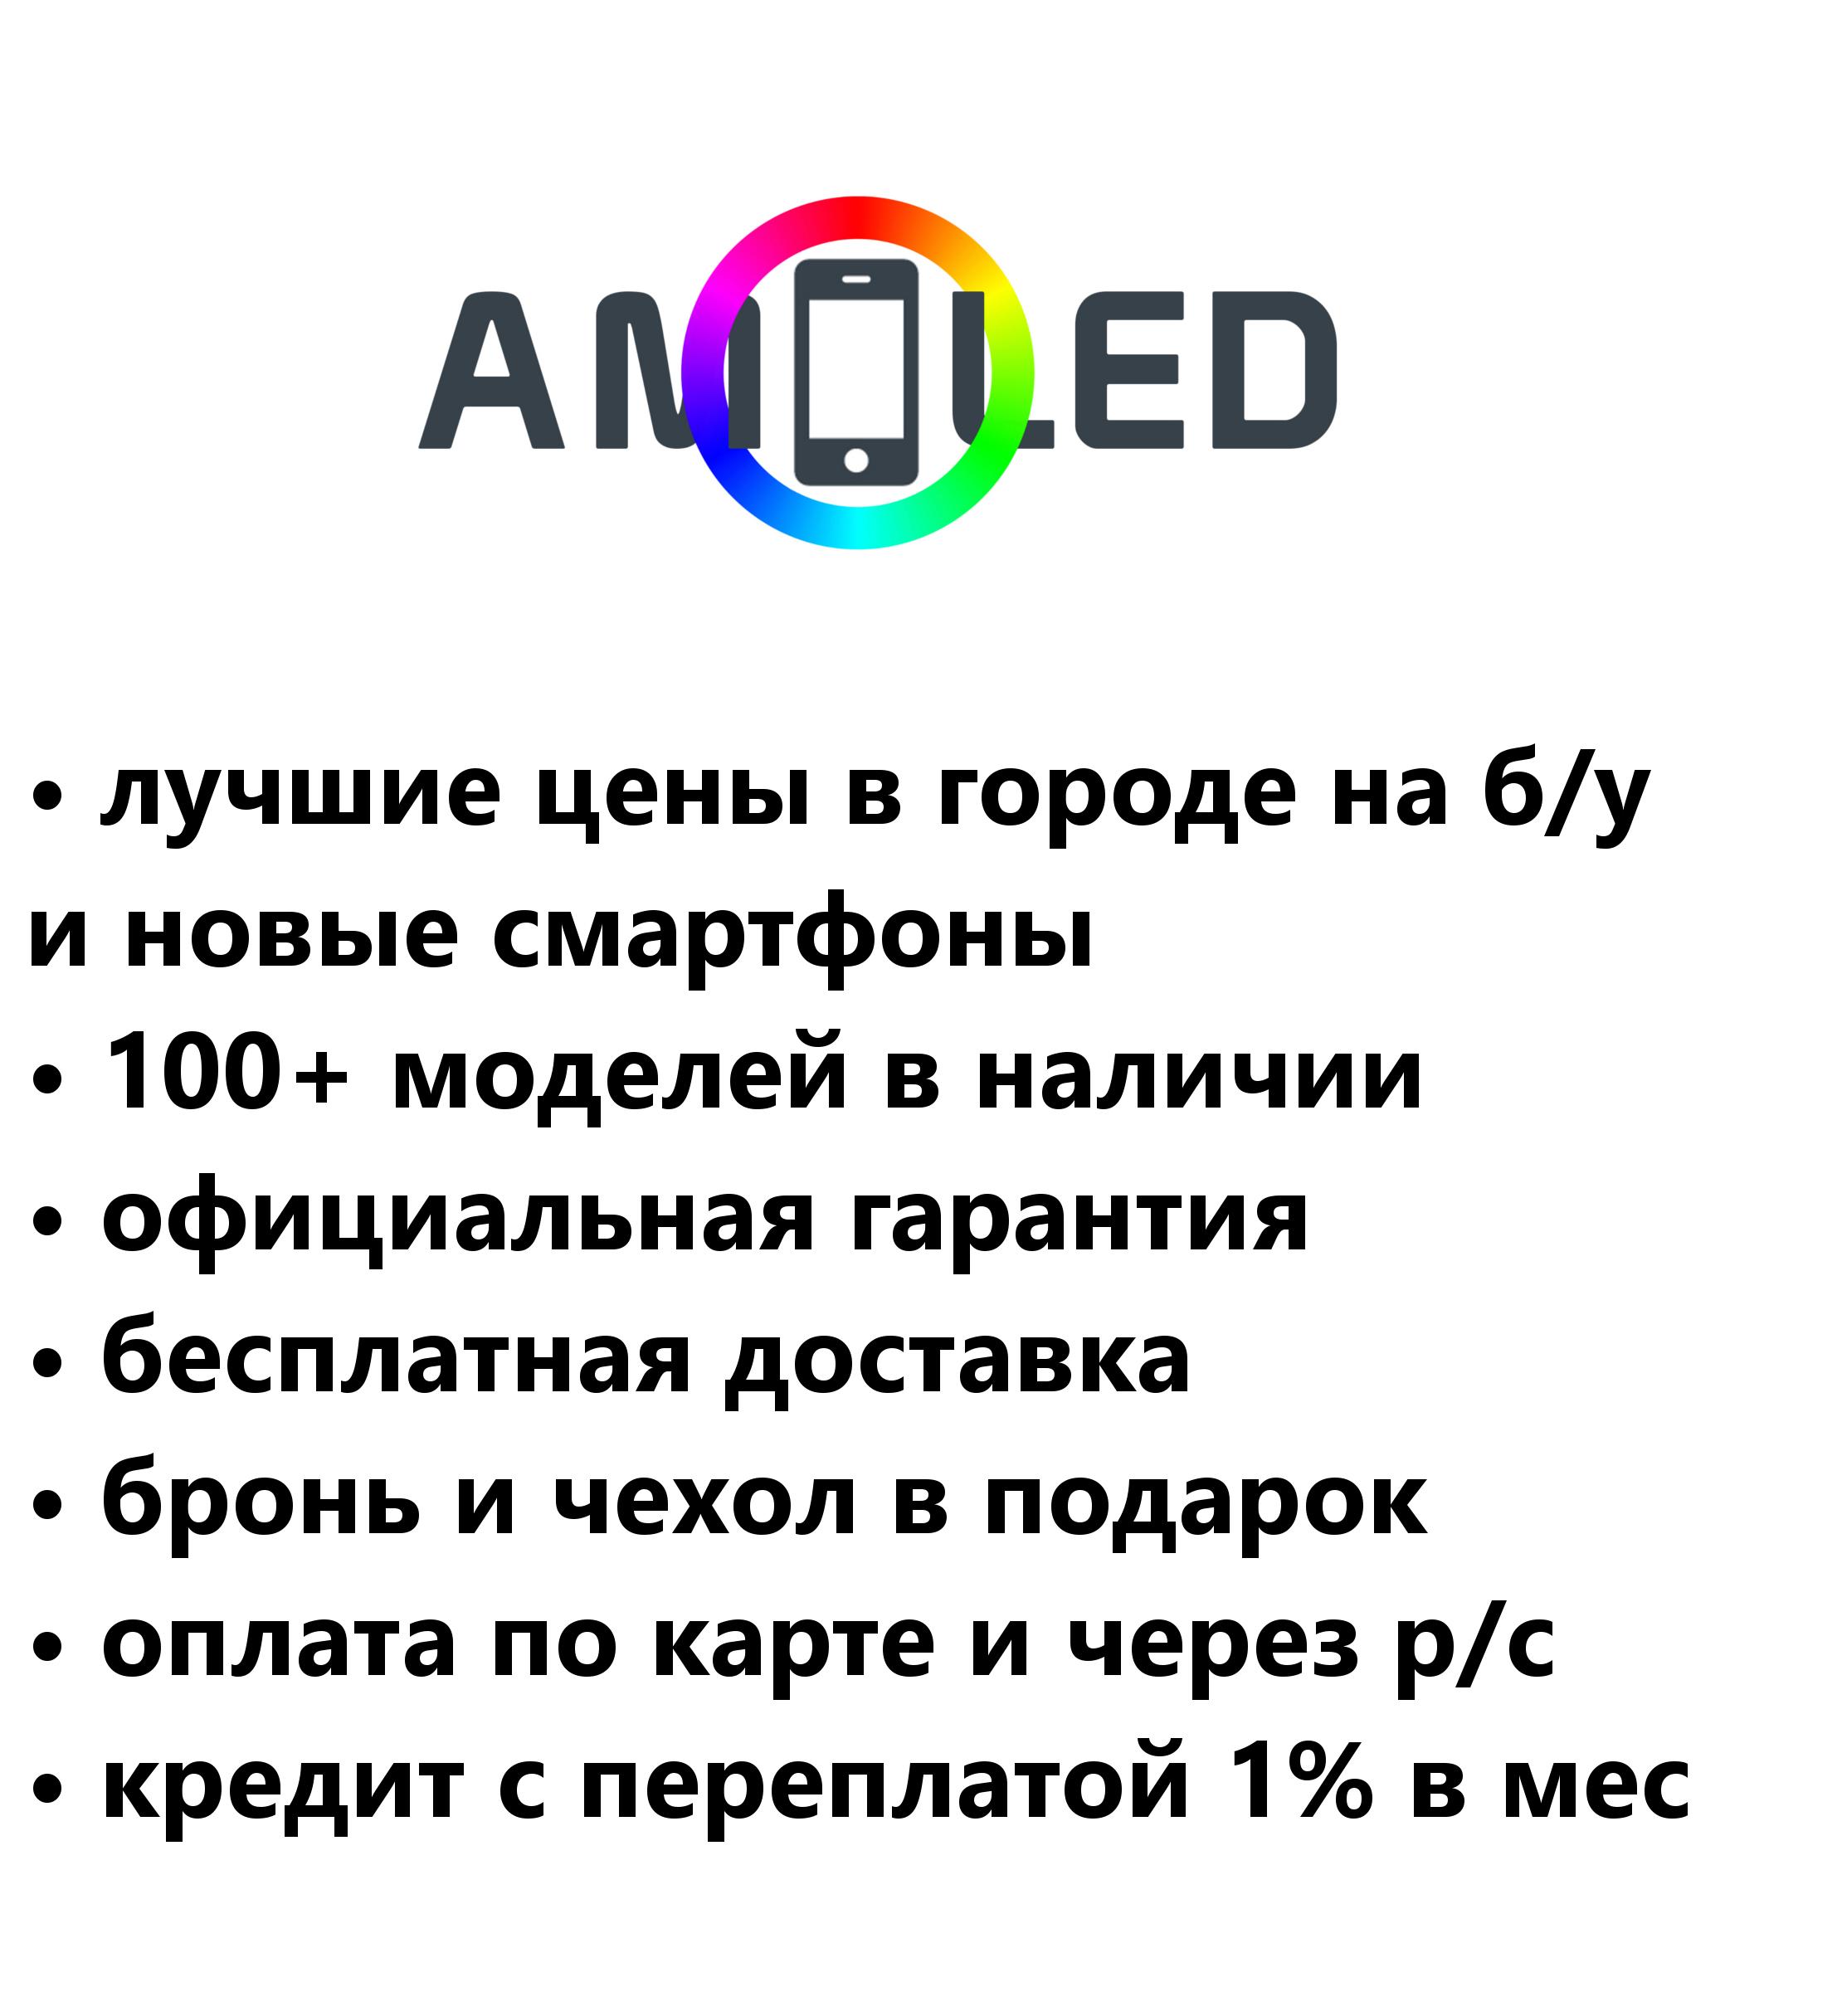 AMOLED
• лучшие цены в городе на б/у
и новые смартфоны
• 100+ моделей в наличии
• официальная гарантия
• бесплатная доставка
• бронь и чехол в подарок
• оплата по карте и через р/с
• кредит с переплатой 1% в мес